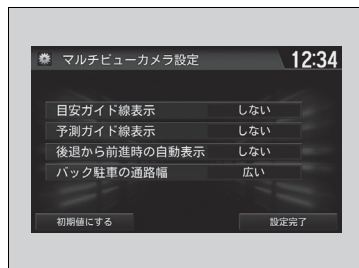 マルチビューカメラ設定 12:34
目安ガイド線表示 しない
予測ガイド線表示 しない
後退から前進時の自動表示 しない
バック駐車の通路幅 広い
初期値にする 設定完了